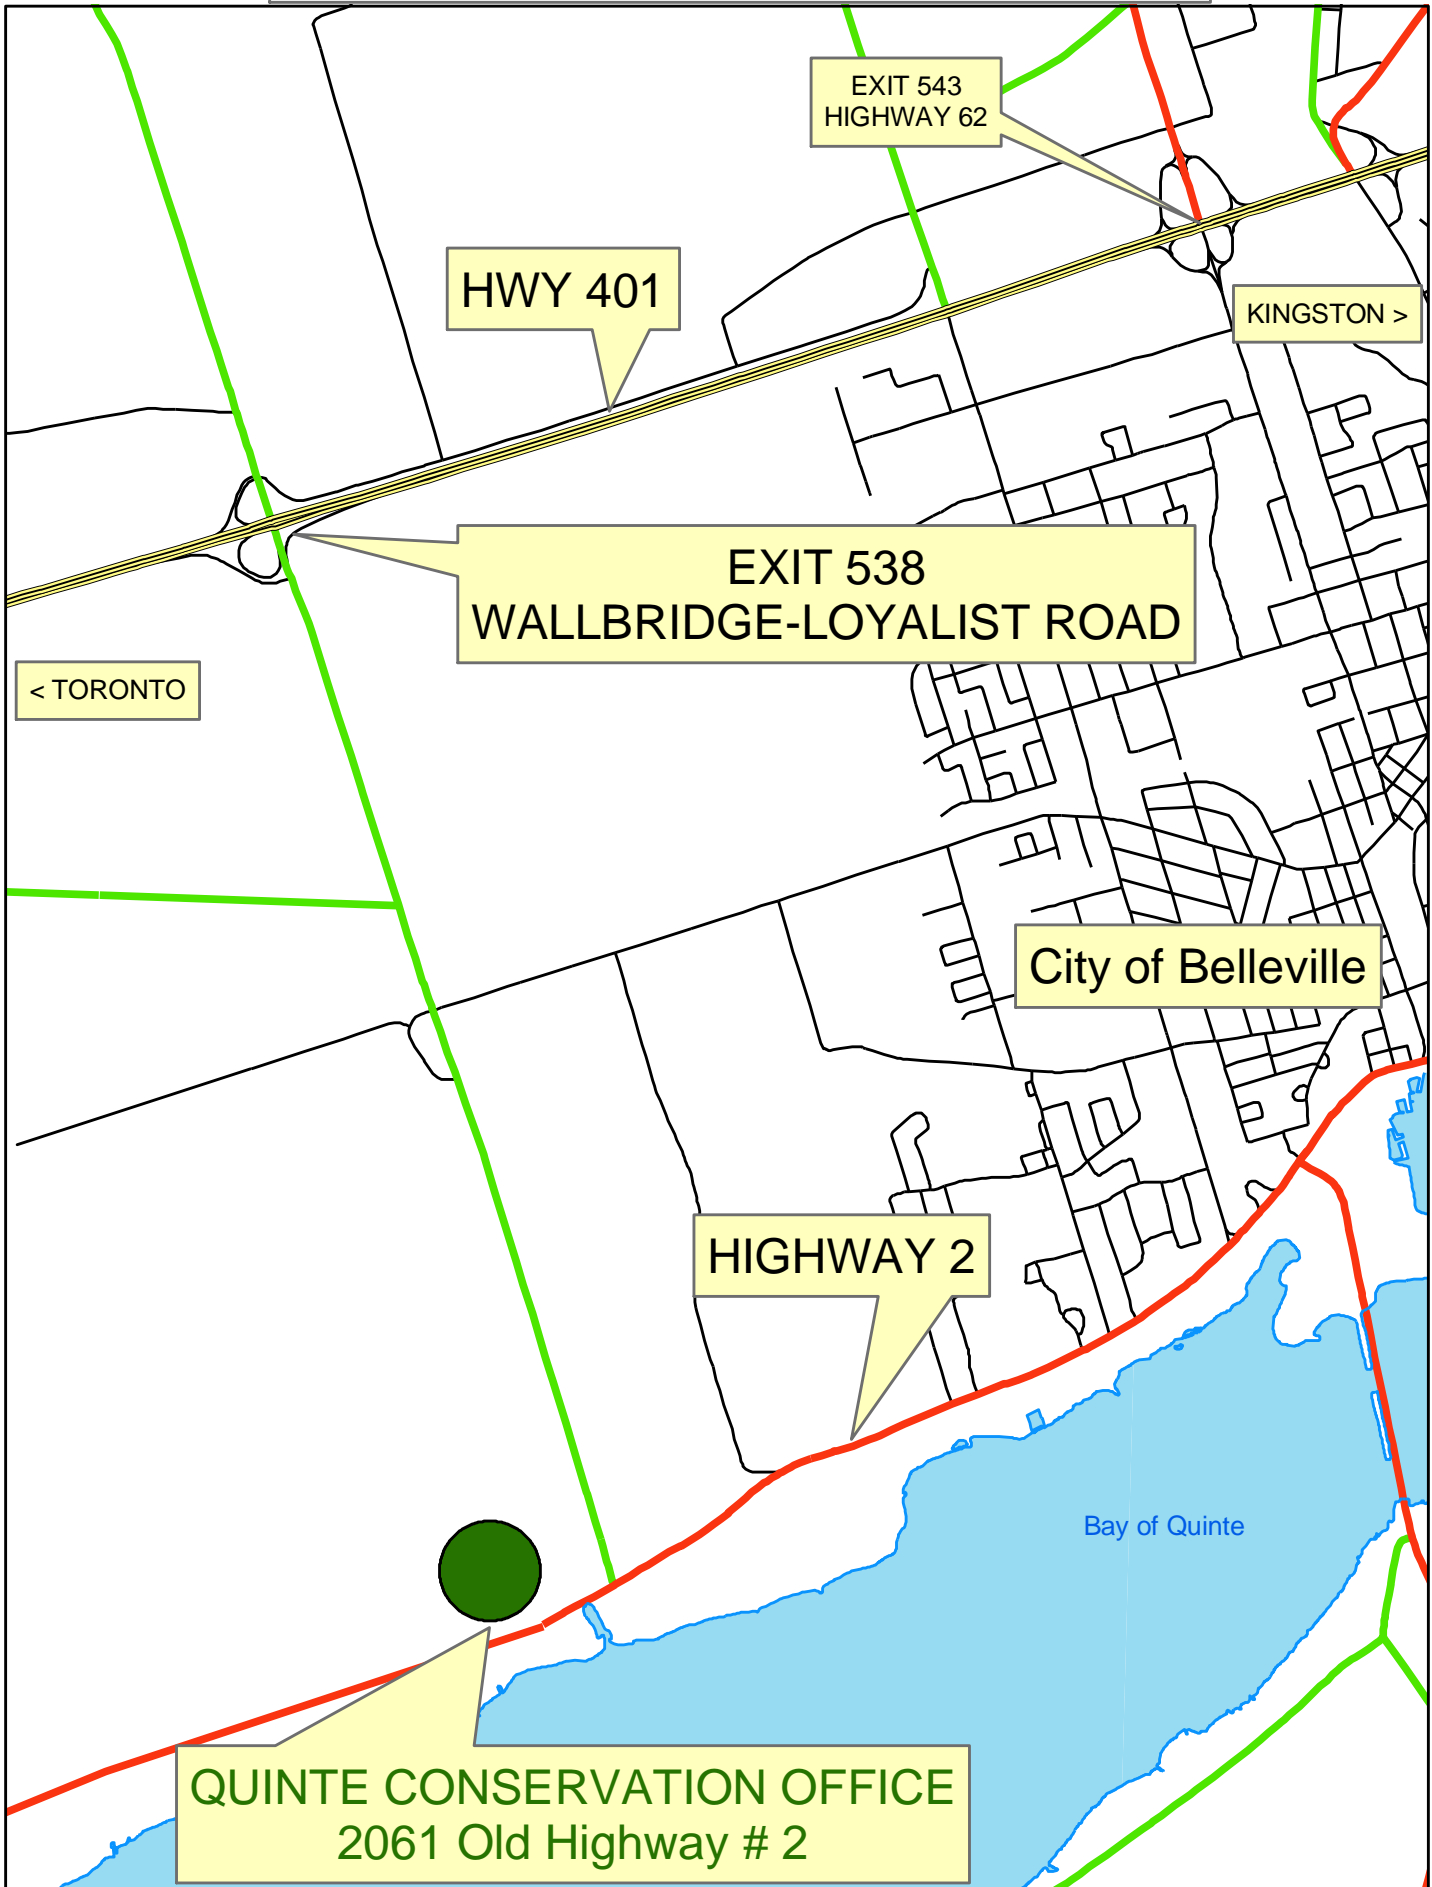 EXIT 543
HIGHWAY 62
HWY 401
KINGSTON >
EXIT 538
WALLBRIDGE-LOYALIST ROAD
< TORONTO
City of Belleville
HIGHWAY 2
Bay of Quinte
QUINTE CONSERVATION OFFICE
2061 Old Highway # 2